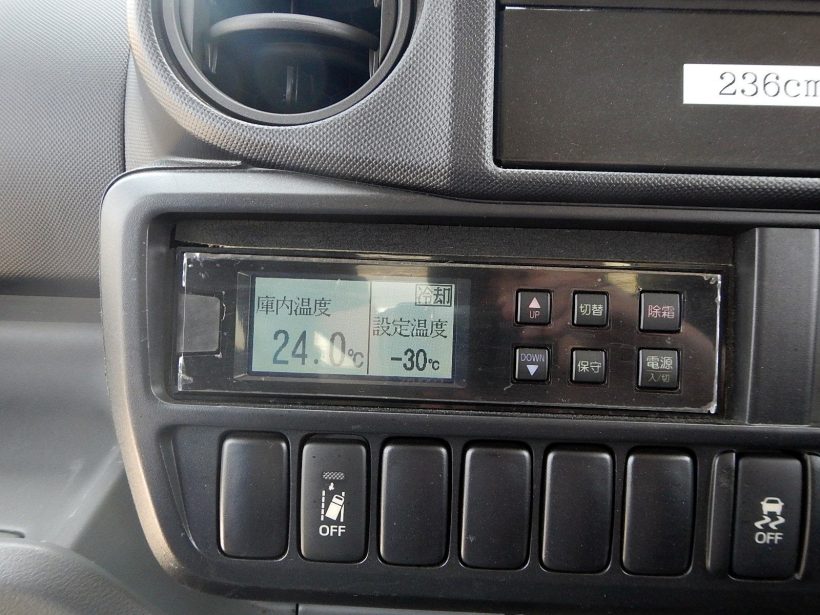 236cm
庫内温度
24.0℃
冷却
設定温度
-30℃
▲
UP
切替
除霜
DOWN
▼
保守
電源
入/切
OFF
OFF